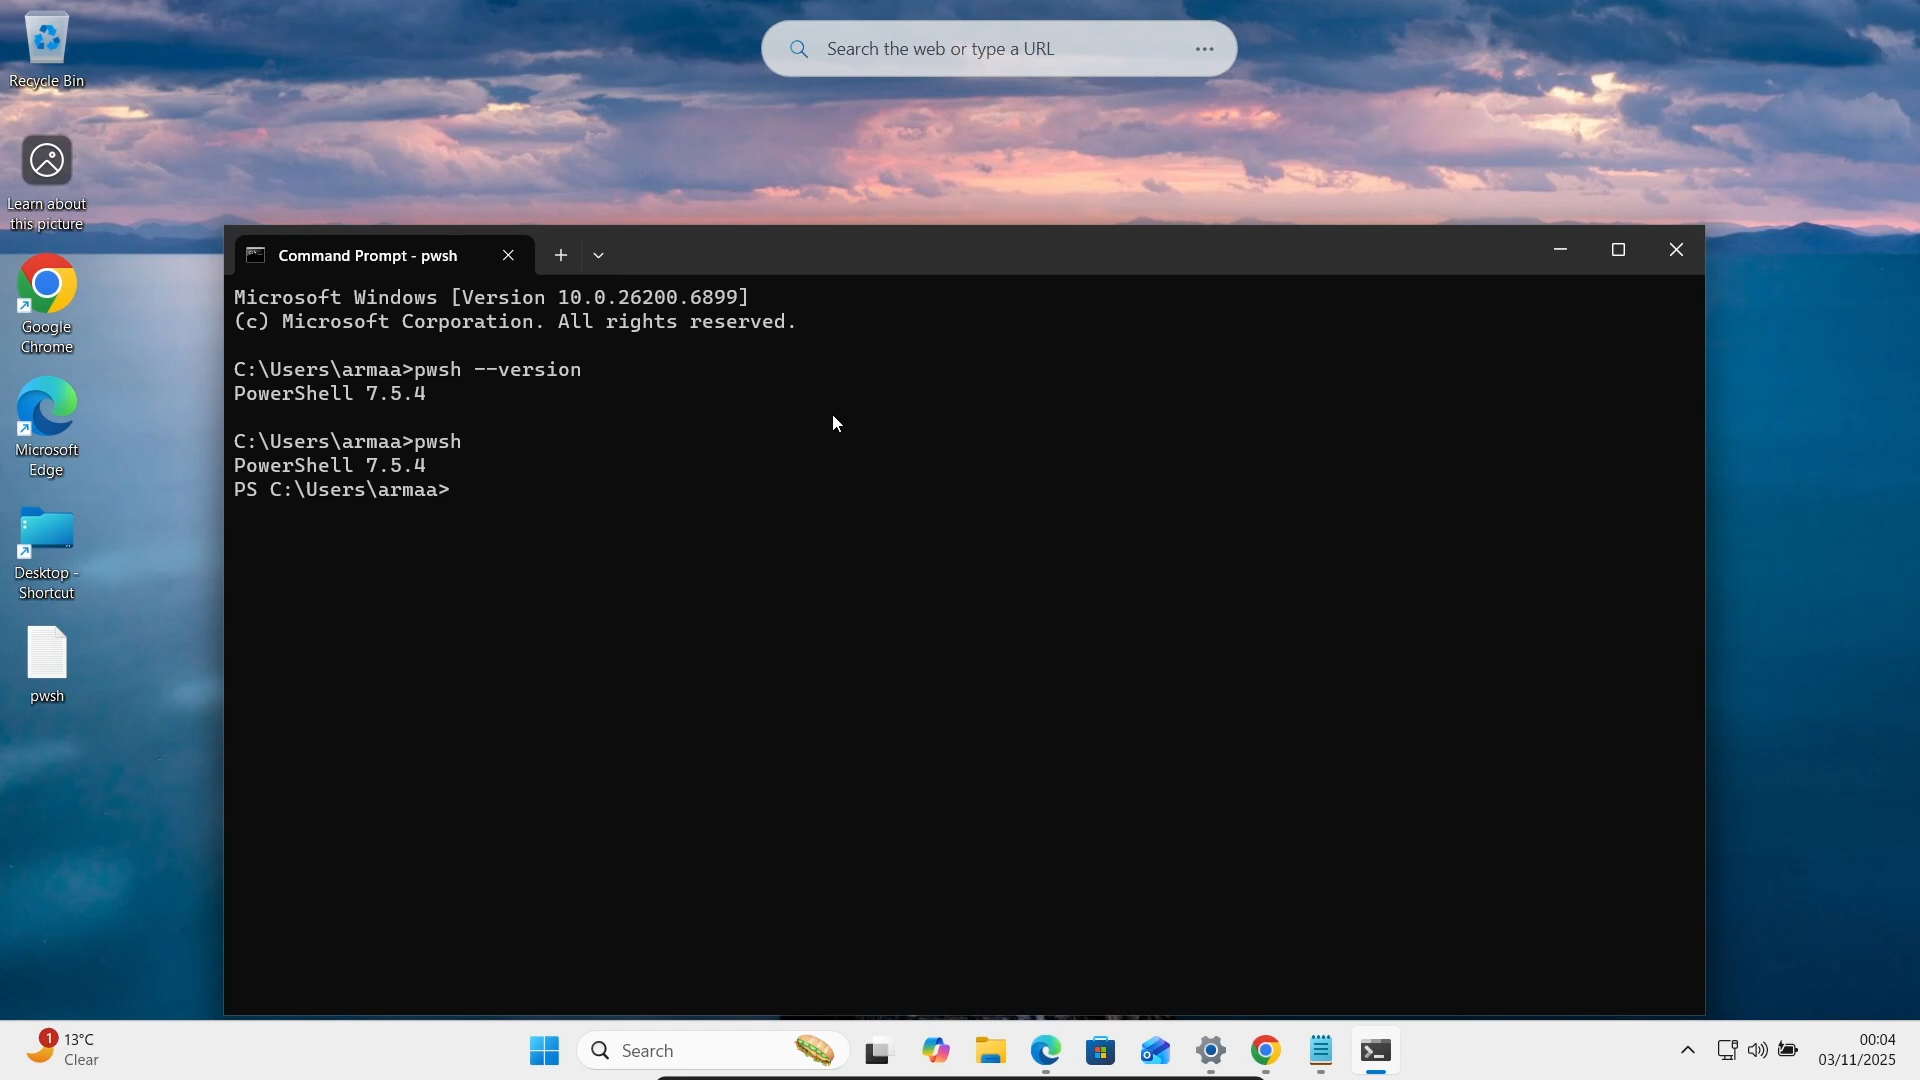 Search the web or type a URL
Recycle Bin
Learn about
this picture
Google
Chrome
Microsoft
Edge
Desktop -
Shortcut
pwsh
Command Prompt - pwsh
Microsoft Windows [Version 10.0.26200.6899]
(c) Microsoft Corporation. All rights reserved.
C:\Users\armaa>pwsh --version
PowerShell 7.5.4
C:\Users\armaa>pwsh
PowerShell 7.5.4
PS C:\Users\armaa>
1
13°C
Clear
Search
00:04
03/11/2025